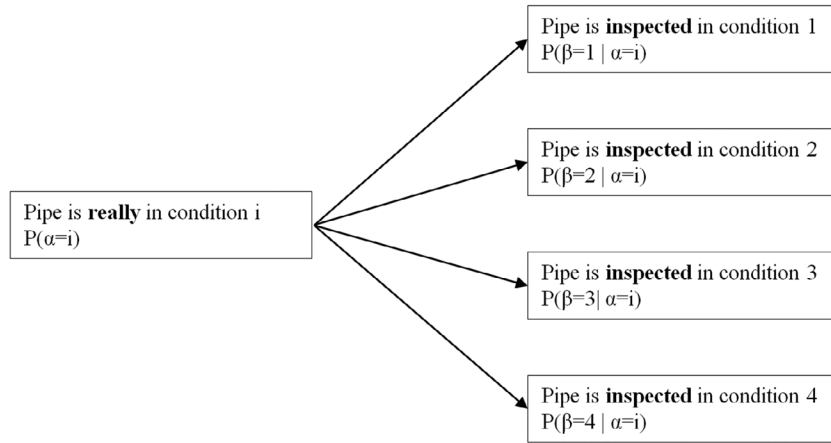 Pipe is inspected in condition 1
P(β=1 | α=i)
Pipe is inspected in condition 2
P(β=2 | α=i)
Pipe is really in condition i
P(α=i)
Pipe is inspected in condition 3
P(β=3| α=i)
Pipe is inspected in condition 4
P(β=4 | α=i)